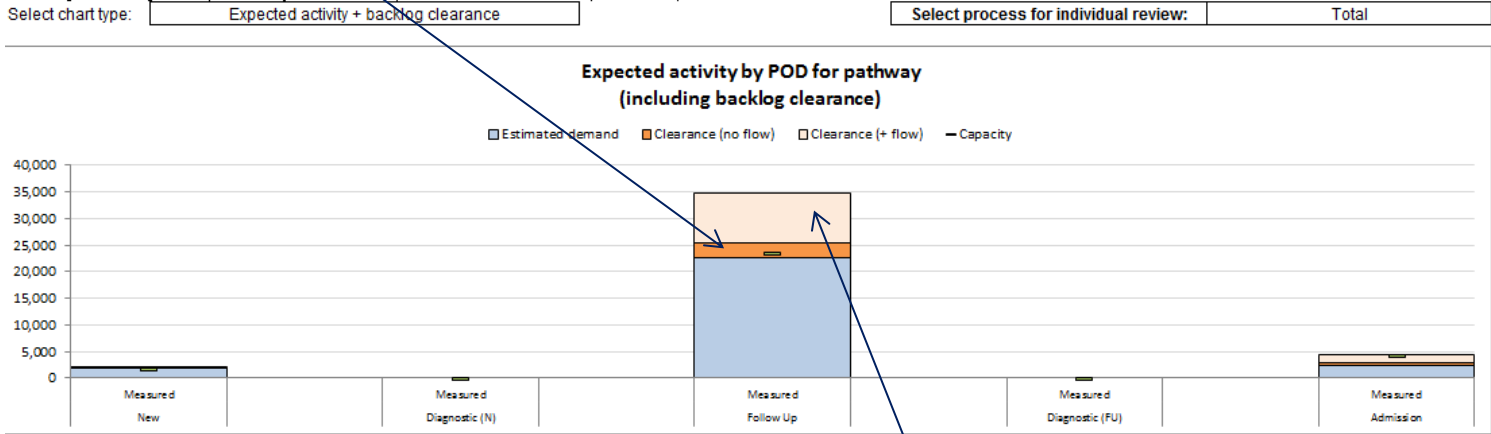 Select chart type: Expected activity + backlog clearance Select process for individual review: Total
Expected activity by POD for pathway
(including backlog clearance)
Estimated demand Clearance (no flow) Clearance (+ flow) Capacity
40,000
35,000
30,000
25,000
20,000
15,000
10,000
5,000
0
Measured Measured Measured Measured Measured
New Diagnostic (N) Follow Up Diagnostic (FU) Admission